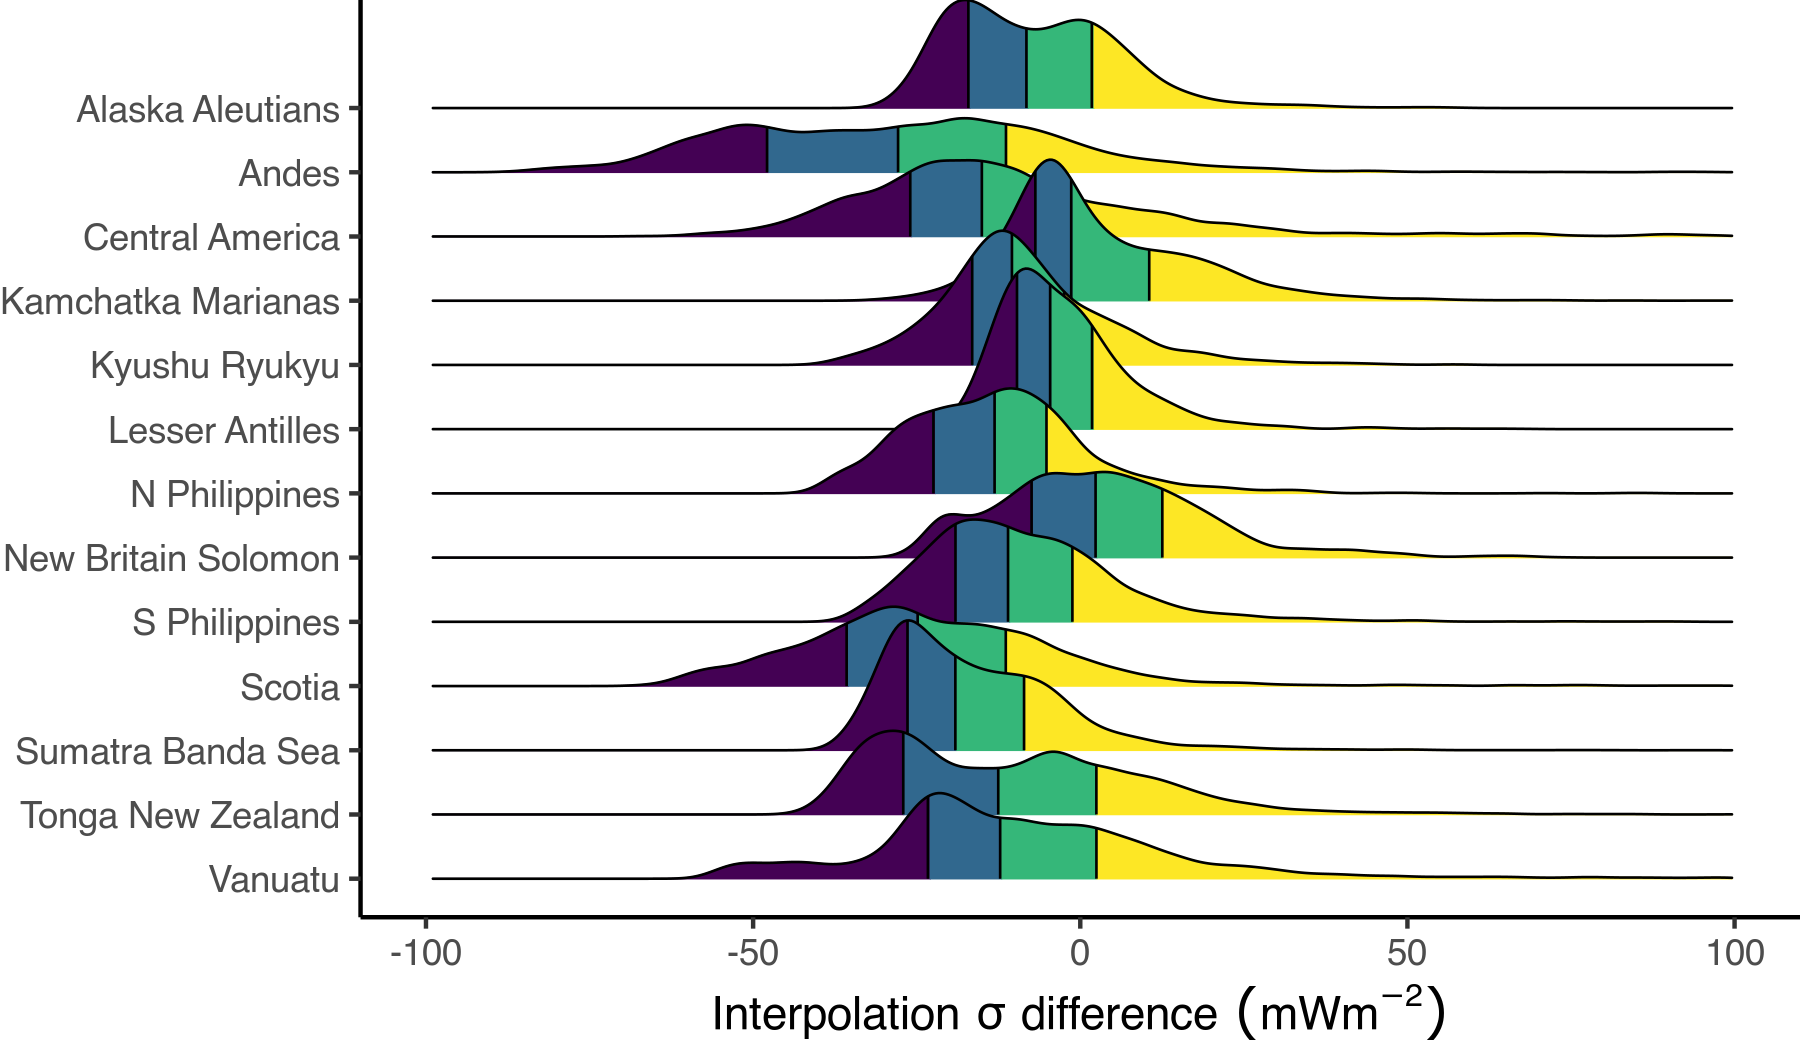 Alaska Aleutians
Andes
Central America
Kamchatka Marianas
Kyushu Ryukyu
Lesser Antilles
N Philippines
New Britain Solomon
S Philippines
Scotia
Sumatra Banda Sea
Tonga New Zealand
Vanuatu
-100 -50 0 50 100
Interpolation σ difference (mWm⁻²)